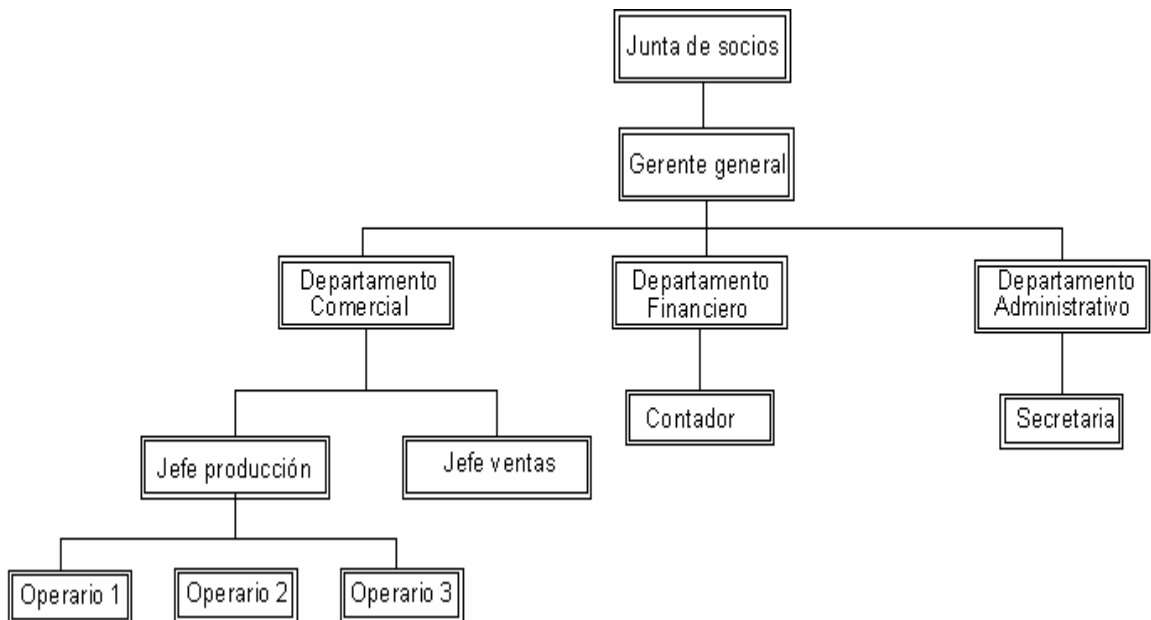 Junta de socios
Gerente general
Departamento
Comercial
Departamento
Financiero
Departamento
Administrativo
Contador
Secretaria
Jefe producción
Jefe ventas
Operario 1
Operario 2
Operario 3